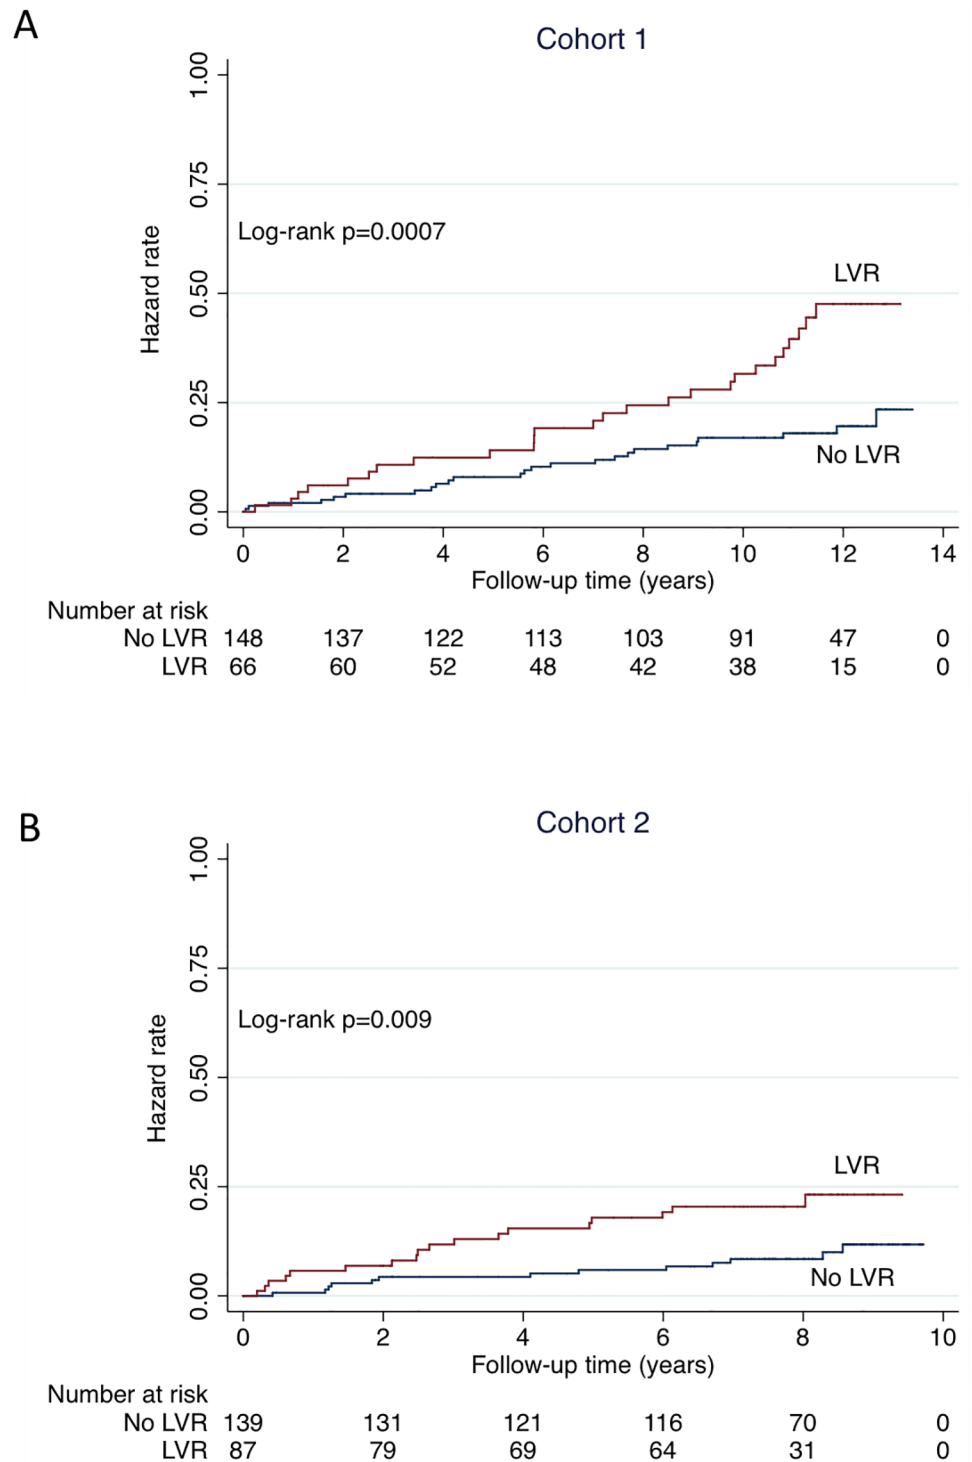 A
Cohort 1
1.00
0.75
0.50
0.25
0.00
Hazard rate
Log-rank p=0.0007
LVR
No LVR
0 2 4 6 8 10 12 14
Follow-up time (years)
Number at risk
No LVR 148 137 122 113 103 91 47 0
LVR 66 60 52 48 42 38 15 0
B
Cohort 2
1.00
0.75
0.50
0.25
0.00
Hazard rate
Log-rank p=0.009
LVR
No LVR
0 2 4 6 8 10
Follow-up time (years)
Number at risk
No LVR 139 131 121 116 70 0
LVR 87 79 69 64 31 0